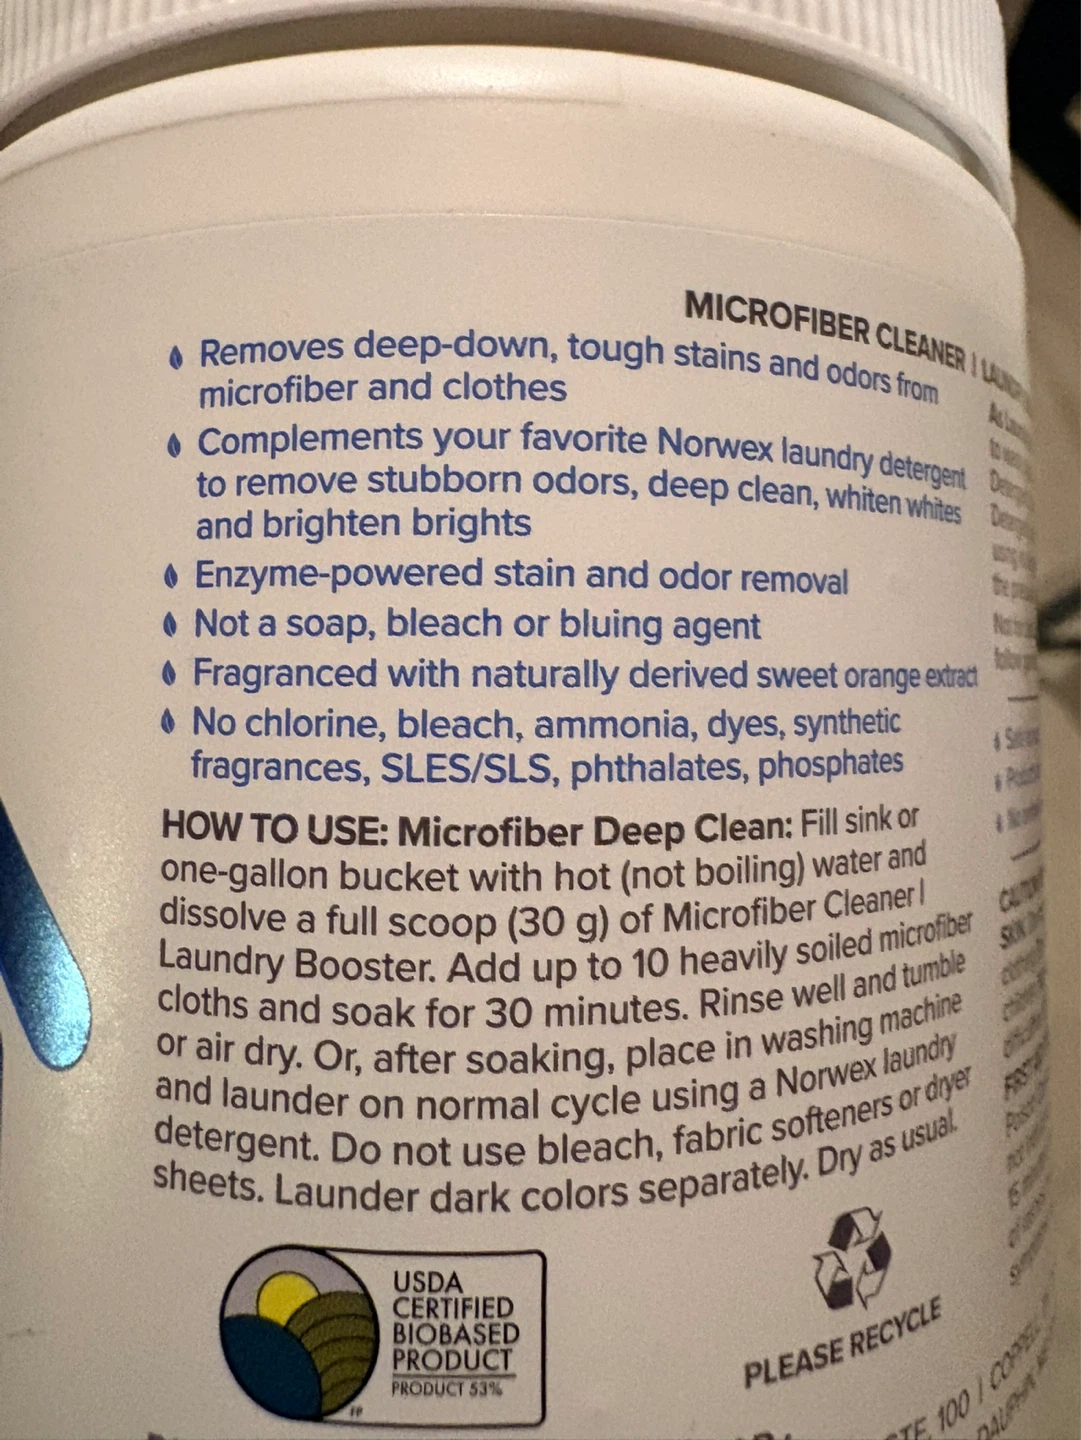 MICROFIBER CLEANER |
Removes deep-down, tough stains and odors from
microfiber and clothes
Complements your favorite Norwex laundry detergent
to remove stubborn odors, deep clean, whiten whites
and brighten brights
Enzyme-powered stain and odor removal
Not a soap, bleach or bluing agent
Fragranced with naturally derived sweet orange extract
No chlorine, bleach, ammonia, dyes, synthetic
fragrances, SLES/SLS, phthalates, phosphates
HOW TO USE: Microfiber Deep Clean: Fill sink or
one-gallon bucket with hot (not boiling) water and
dissolve a full scoop (30 g) of Microfiber Cleaner |
Laundry Booster. Add up to 10 heavily soiled microfiber
cloths and soak for 30 minutes. Rinse well and tumble
or air dry. Or, after soaking, place in washing machine
and launder on normal cycle using a Norwex laundry
detergent. Do not use bleach, fabric softeners or dryer
sheets. Launder dark colors separately. Dry as usual.
USDA
CERTIFIED
BIOBASED
PRODUCT
PRODUCT 53%
FP
PLEASE RECYCLE
100 |